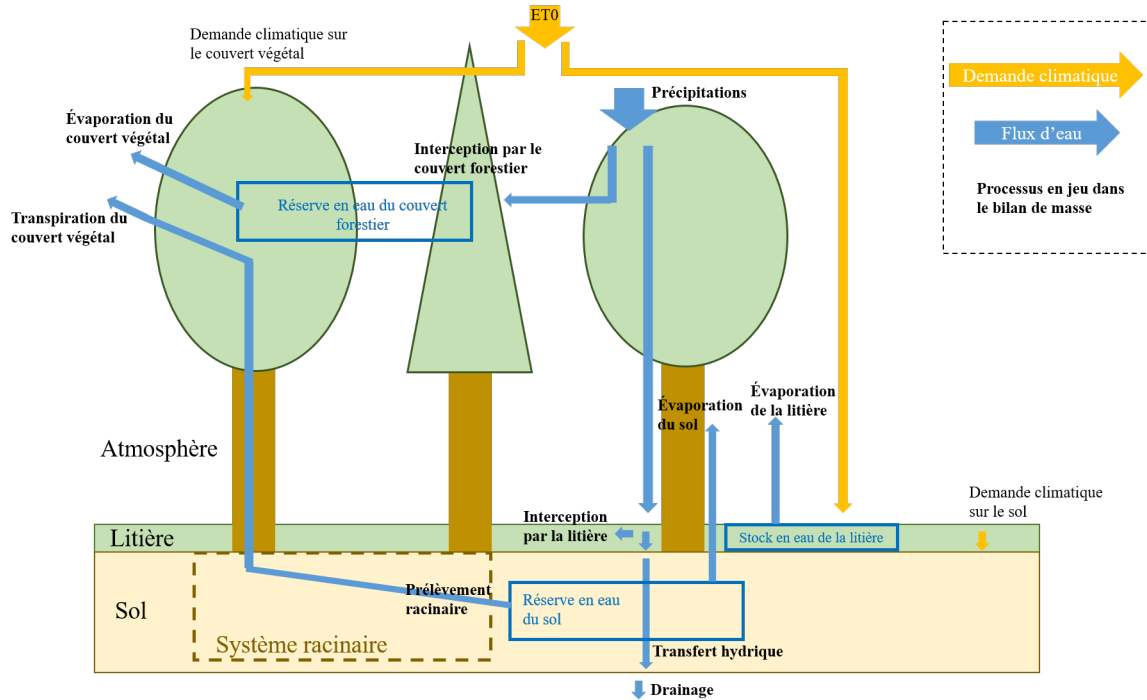 ET0
Demande climatique sur
le couvert végétal
Demande climatique
Précipitations
Évaporation du
couvert végétal
Flux d'eau
Interception par le
couvert forestier
Processus en jeu dans
le bilan de masse
Réserve en eau du couvert
forestier
Transpiration du
couvert végétal
Évaporation
de la litière
Évaporation
du sol
Atmosphère
Demande climatique
sur le sol
Interception
par la litière
Litière
Stock en eau de la litière
Prélèvement
racinaire
Réserve en eau
du sol
Sol
Système racinaire
Transfert hydrique
Drainage